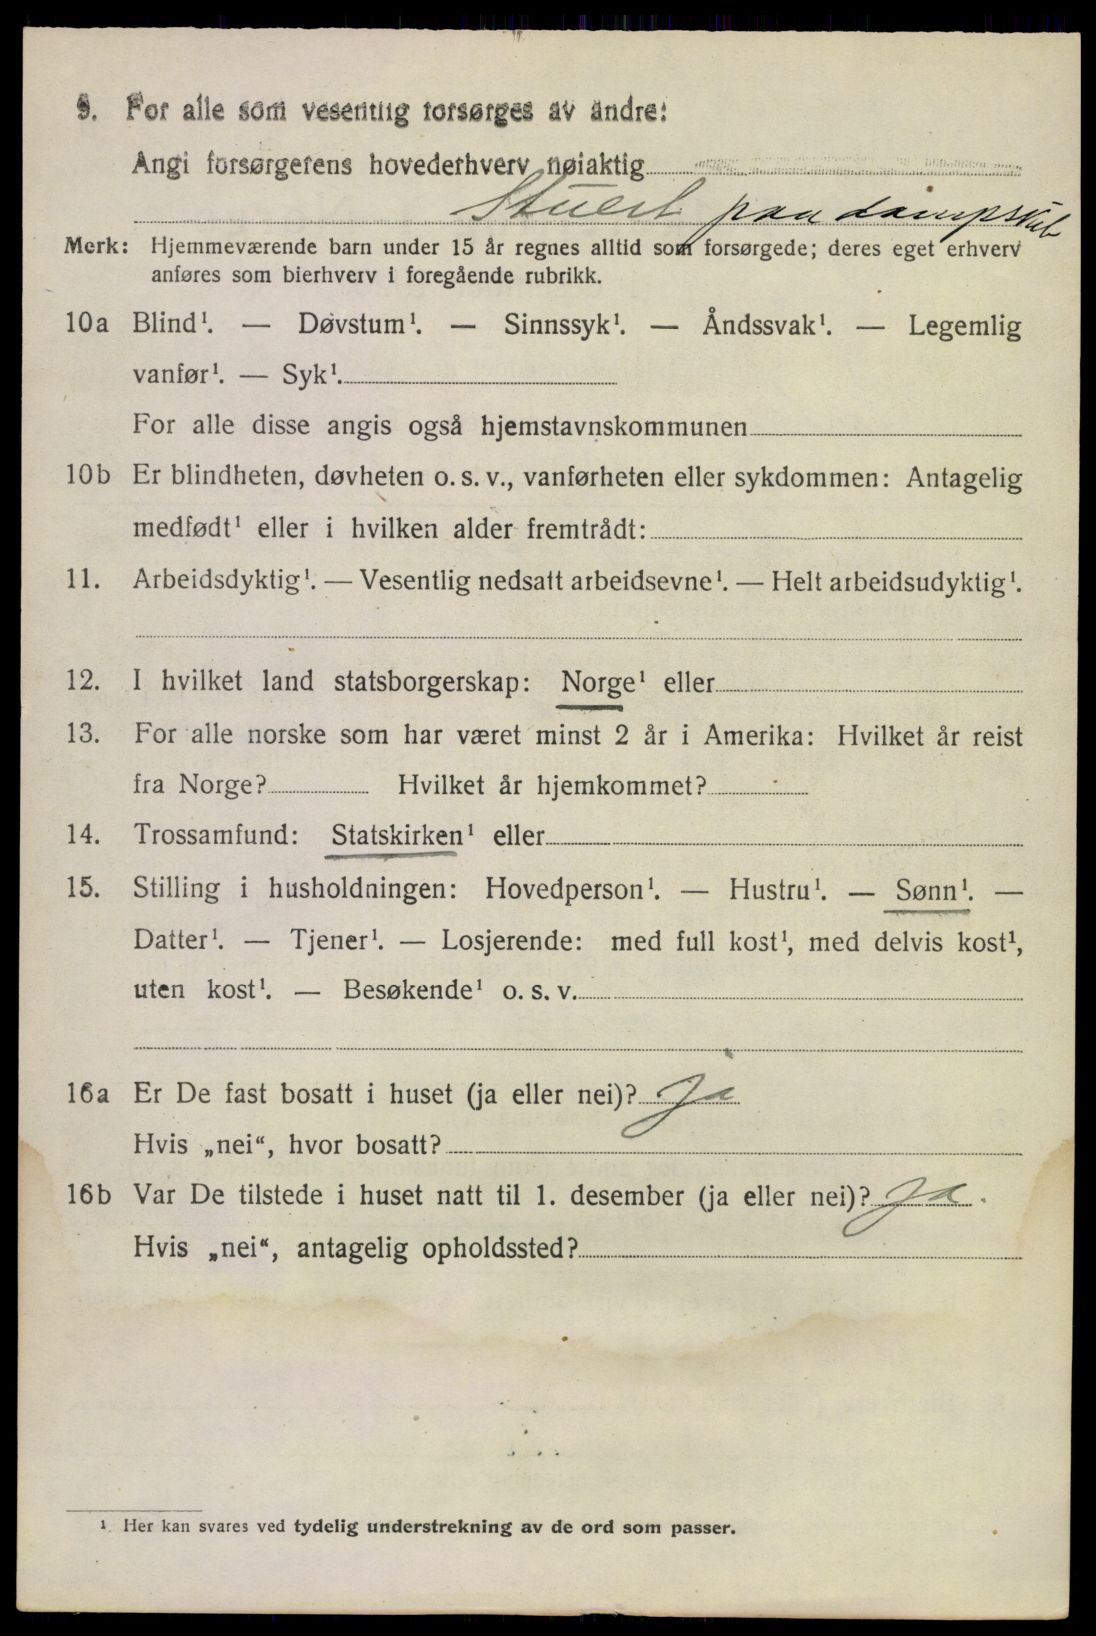 9. For alle som vesentlig forsørges av andre:
Angi forsørgerens hovederhverv nøiaktig
Stuert paa dampskib
Merk: Hjemmeværende barn under 15 år regnes alltid som forsørgede; deres eget erhverv
anføres som bierhverv i foregående rubrikk.
10a Blind¹. — Døvstum¹. — Sinnssyk¹. — Åndssvak¹. — Legemlig
vanfør¹. — Syk¹.
For alle disse angis også hjemstavnskommunen
10b Er blindheten, døvheten o. s. v., vanførheten eller sykdommen: Antagelig
medfødt¹ eller i hvilken alder fremtrådt:
11. Arbeidsdyktig¹. — Vesentlig nedsatt arbeidsevne¹. — Helt arbeidsudyktig¹.
12. I hvilket land statsborgerskap: Norge¹ eller
13. For alle norske som har været minst 2 år i Amerika: Hvilket år reist
fra Norge? Hvilket år hjemkommet?
14. Trossamfund: Statskirken¹ eller
15. Stilling i husholdningen: Hovedperson¹. — Hustru¹. — Sønn¹. —
Datter¹. — Tjener¹. — Losjerende: med full kost¹, med delvis kost¹,
uten kost¹. — Besøkende¹ o. s. v.
16a Er De fast bosatt i huset (ja eller nei)? Ja
Hvis „nei“, hvor bosatt?
16b Var De tilstede i huset natt til 1. desember (ja eller nei)? Ja.
Hvis „nei“, antagelig opholdssted?
¹ Her kan svares ved tydelig understrekning av de ord som passer.